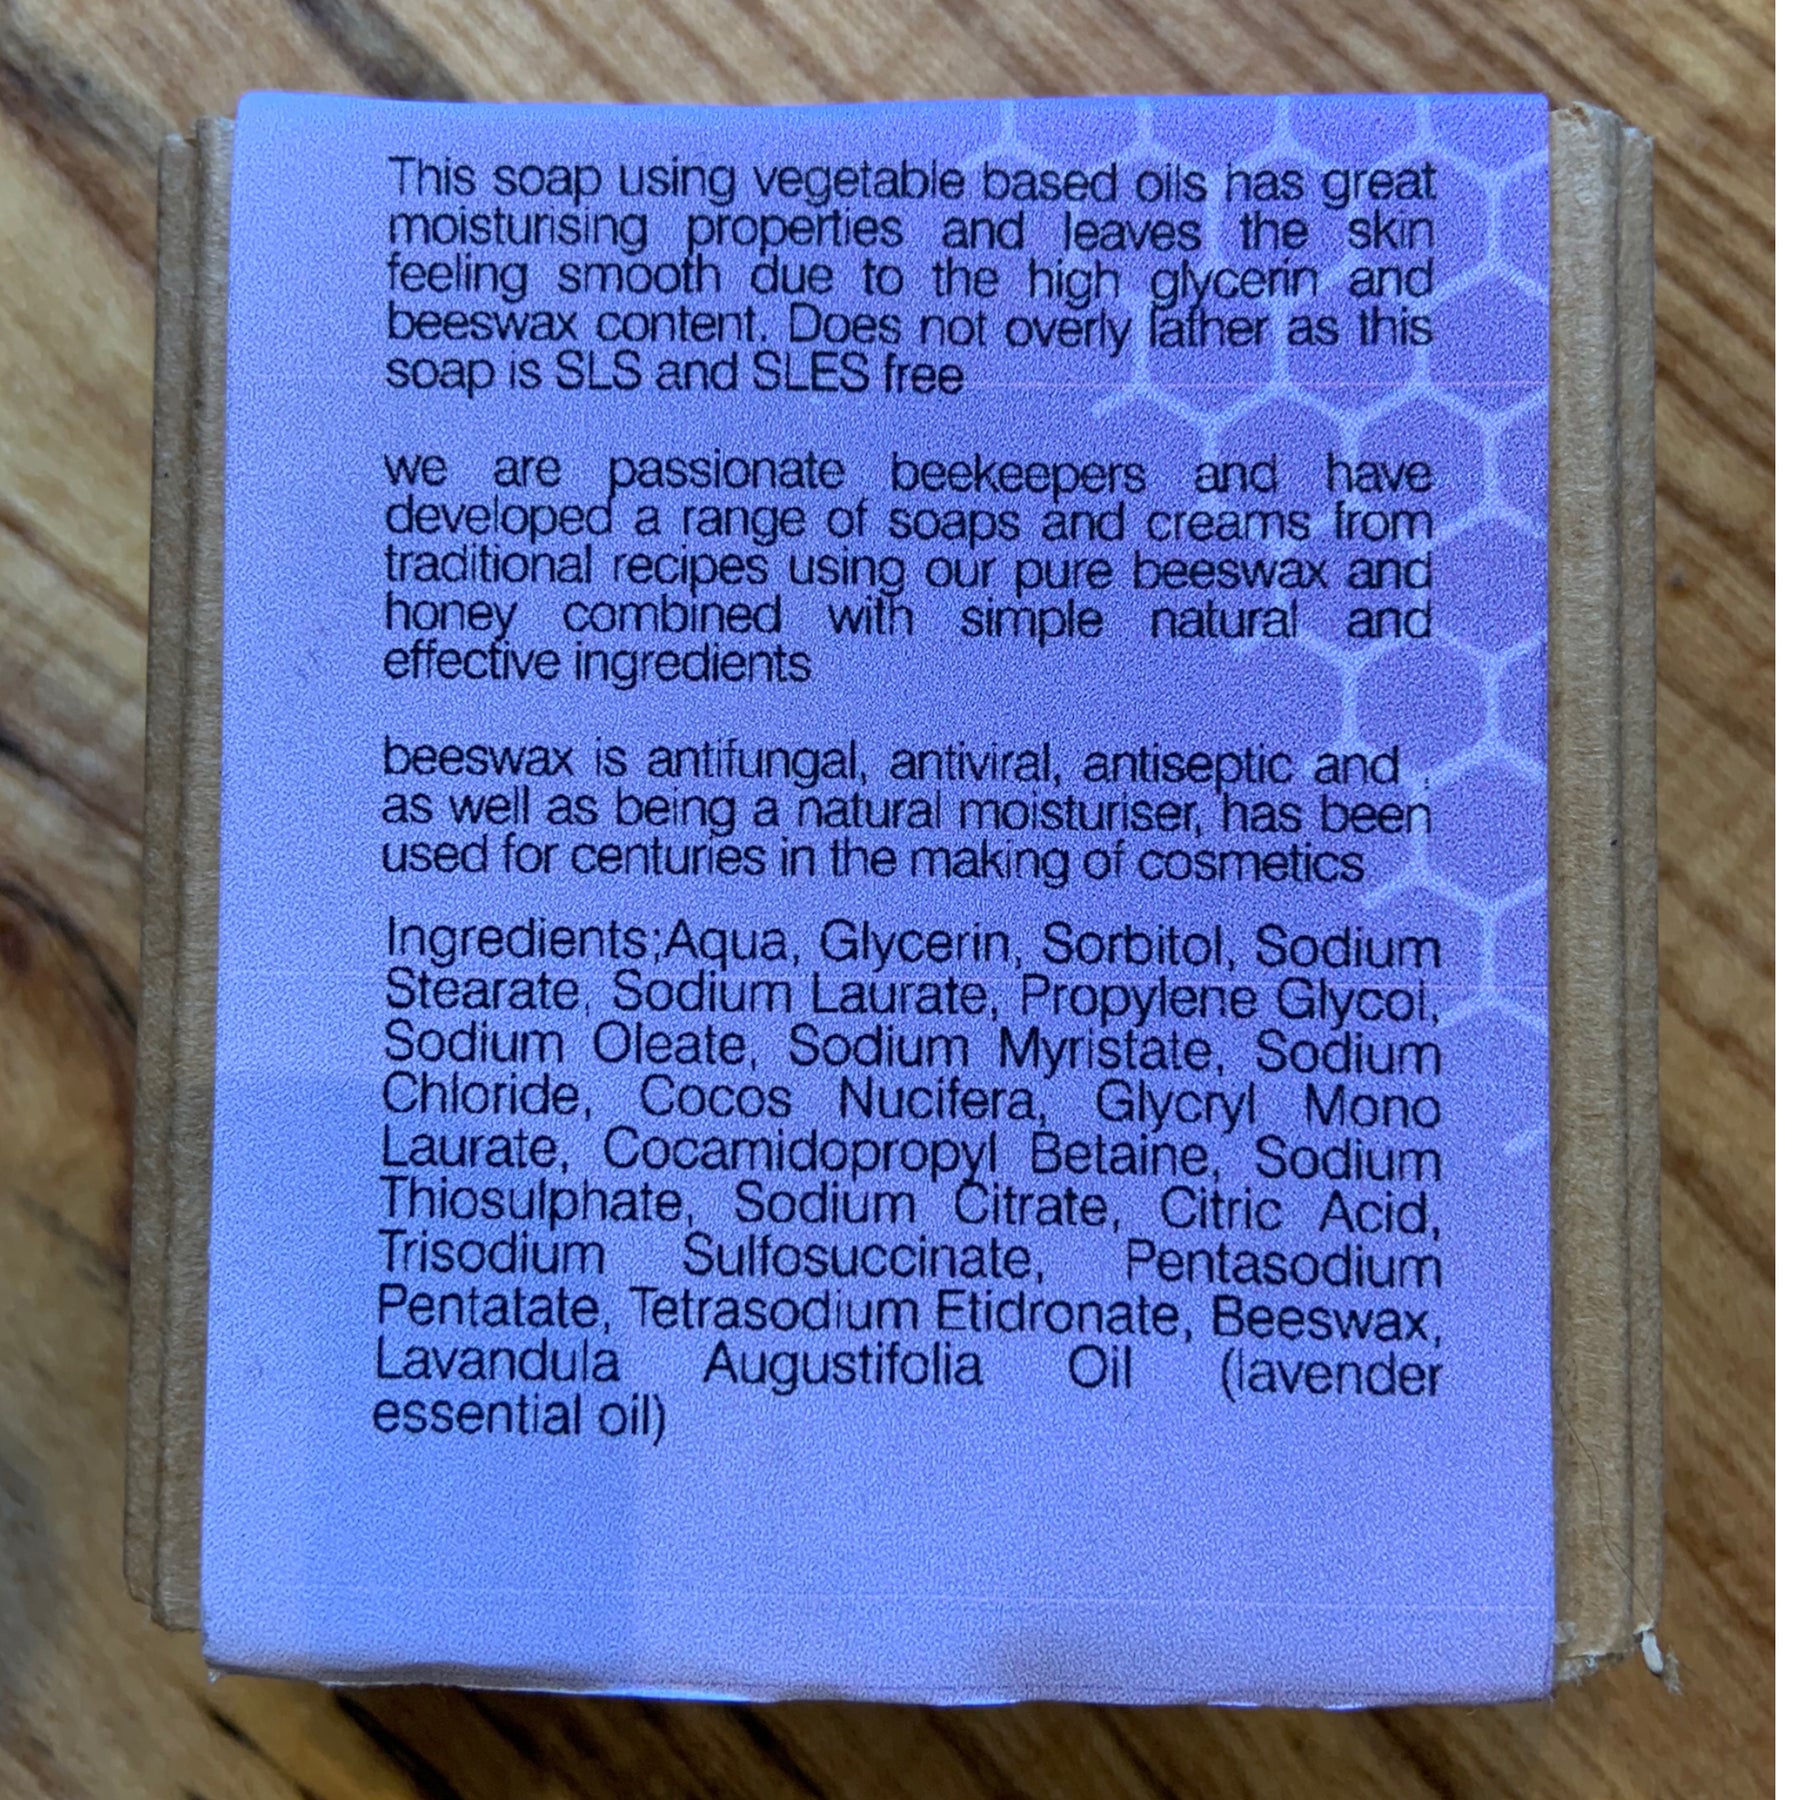 This soap using vegetable based oils has great
moisturising properties and leaves the skin
feeling smooth due to the high glycerin and
beeswax content. Does not overly lather as this
soap is SLS and SLES free
we are passionate beekeepers and have
developed a range of soaps and creams from
traditional recipes using our pure beeswax and
honey combined with simple natural and
effective ingredients
beeswax is antifungal, antiviral, antiseptic and ,
as well as being a natural moisturiser, has been
used for centuries in the making of cosmetics
Ingredients;Aqua, Glycerin, Sorbitol, Sodium
Stearate, Sodium Laurate, Propylene Glycol,
Sodium Oleate, Sodium Myristate, Sodium
Chloride, Cocos Nucifera, Glycryl Mono
Laurate, Cocamidopropyl Betaine, Sodium
Thiosulphate, Sodium Citrate, Citric Acid,
Trisodium Sulfosuccinate, Pentasodium
Pentatate, Tetrasodium Etidronate, Beeswax,
Lavandula Augustifolia Oil (lavender
essential oil)